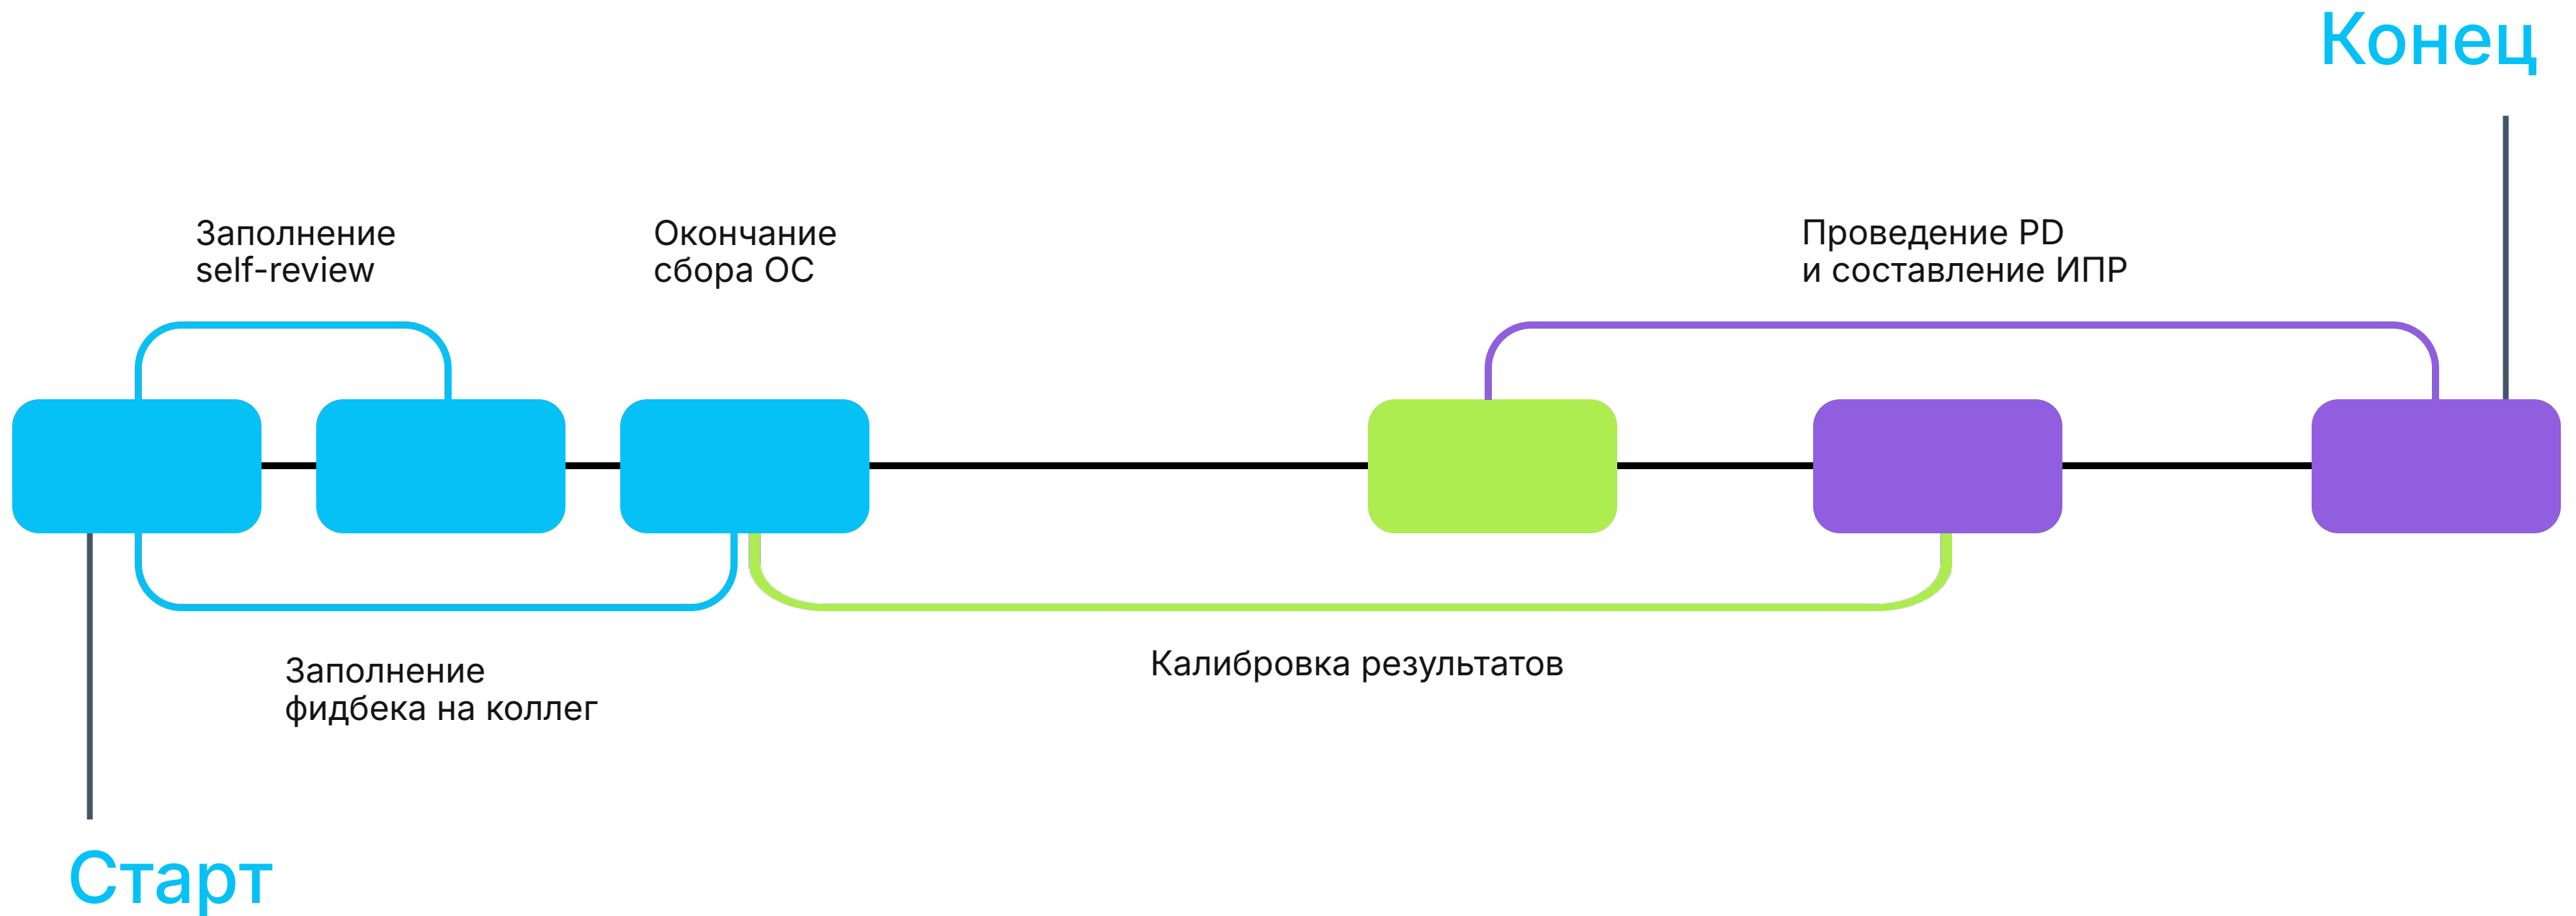 Конец
Заполнение
self-review
Окончание
сбора ОС
Проведение PD
и составление ИПР
Заполнение
фидбека на коллег
Калибровка результатов
Старт